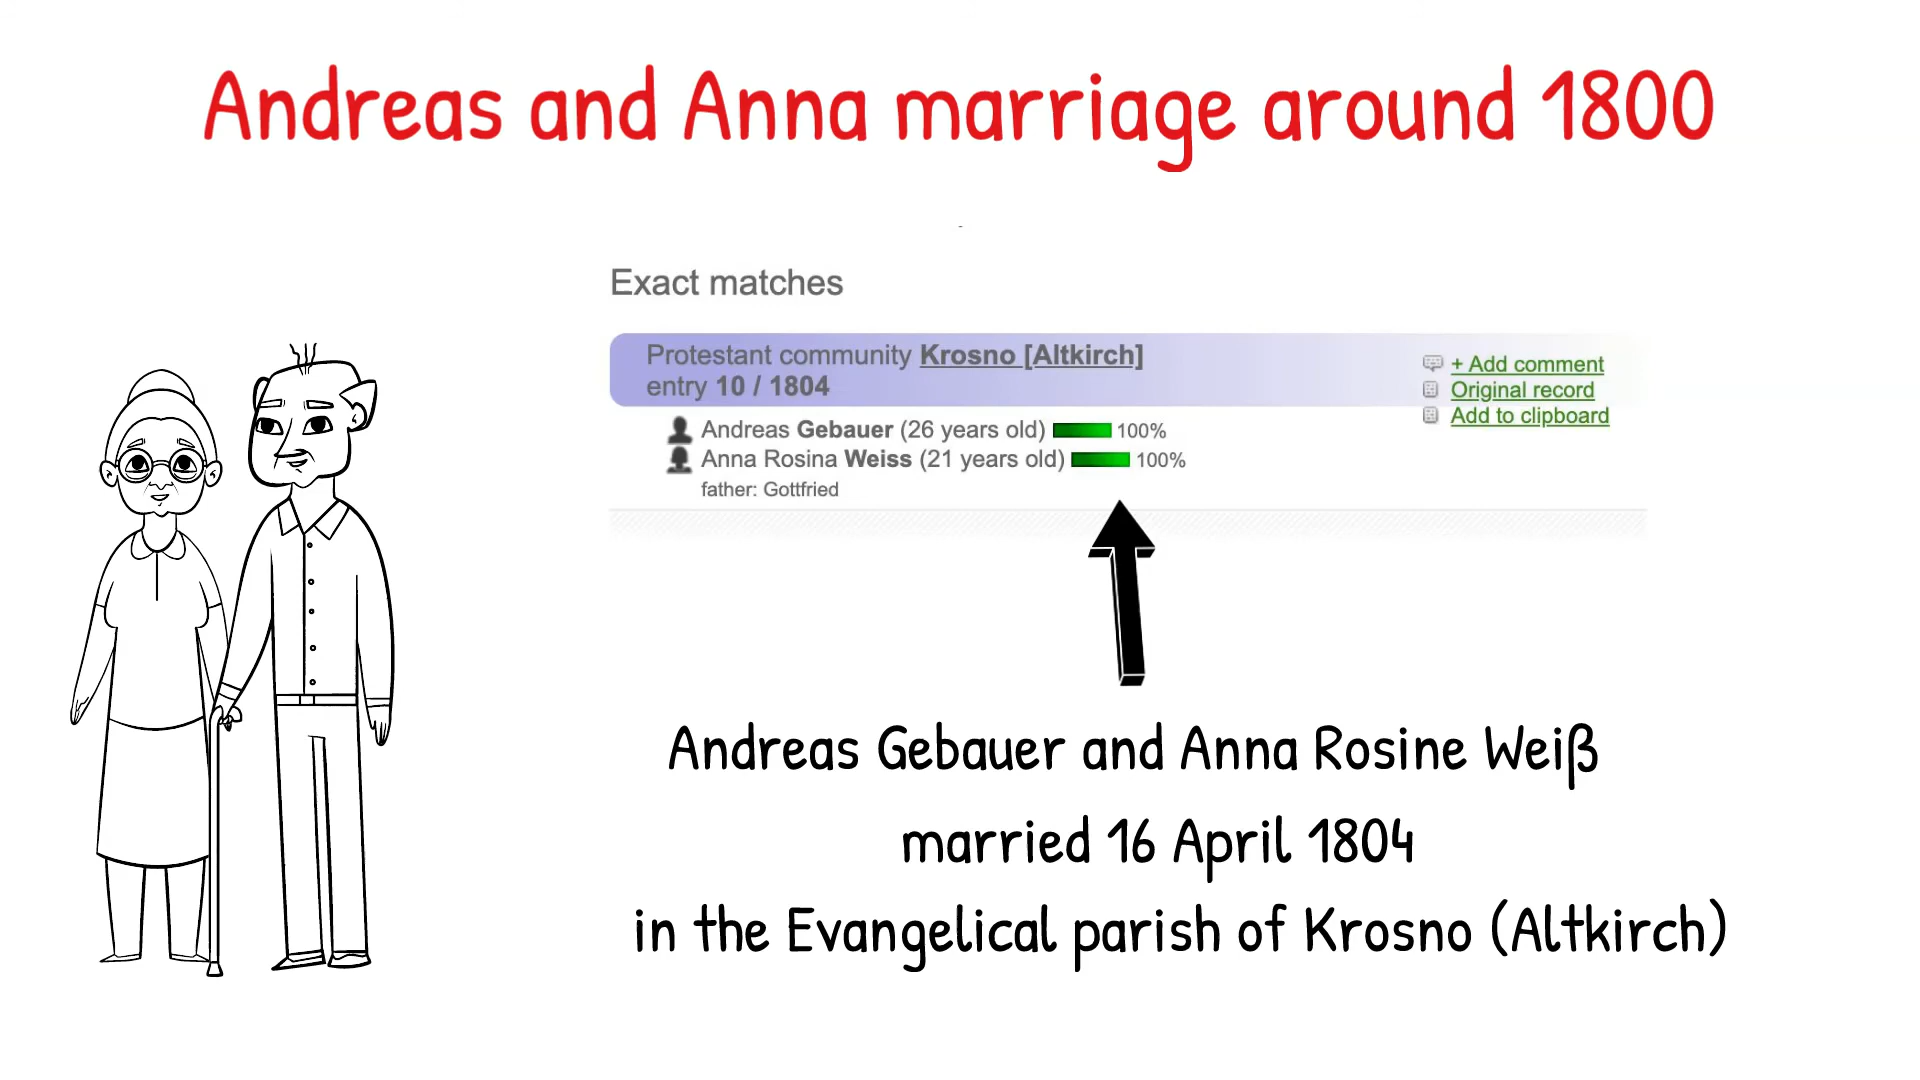 Andreas and Anna marriage around 1800
Exact matches
Protestant community Krosno [Altkirch]
entry 10 / 1804
+ Add comment
Original record
Add to clipboard
Andreas Gebauer (26 years old) 100%
Anna Rosina Weiss (21 years old) 100%
father: Gottfried
Andreas Gebauer and Anna Rosine Weiß
married 16 April 1804
in the Evangelical parish of Krosno (Altkirch)